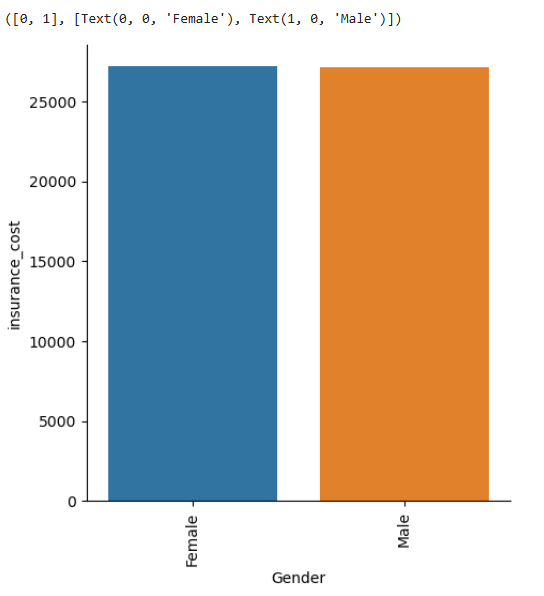 ([0, 1], [Text(0, 0, 'Female'), Text(1, 0, 'Male')])
25000
20000
15000
10000
5000
0
insurance_cost
Female
Male
Gender